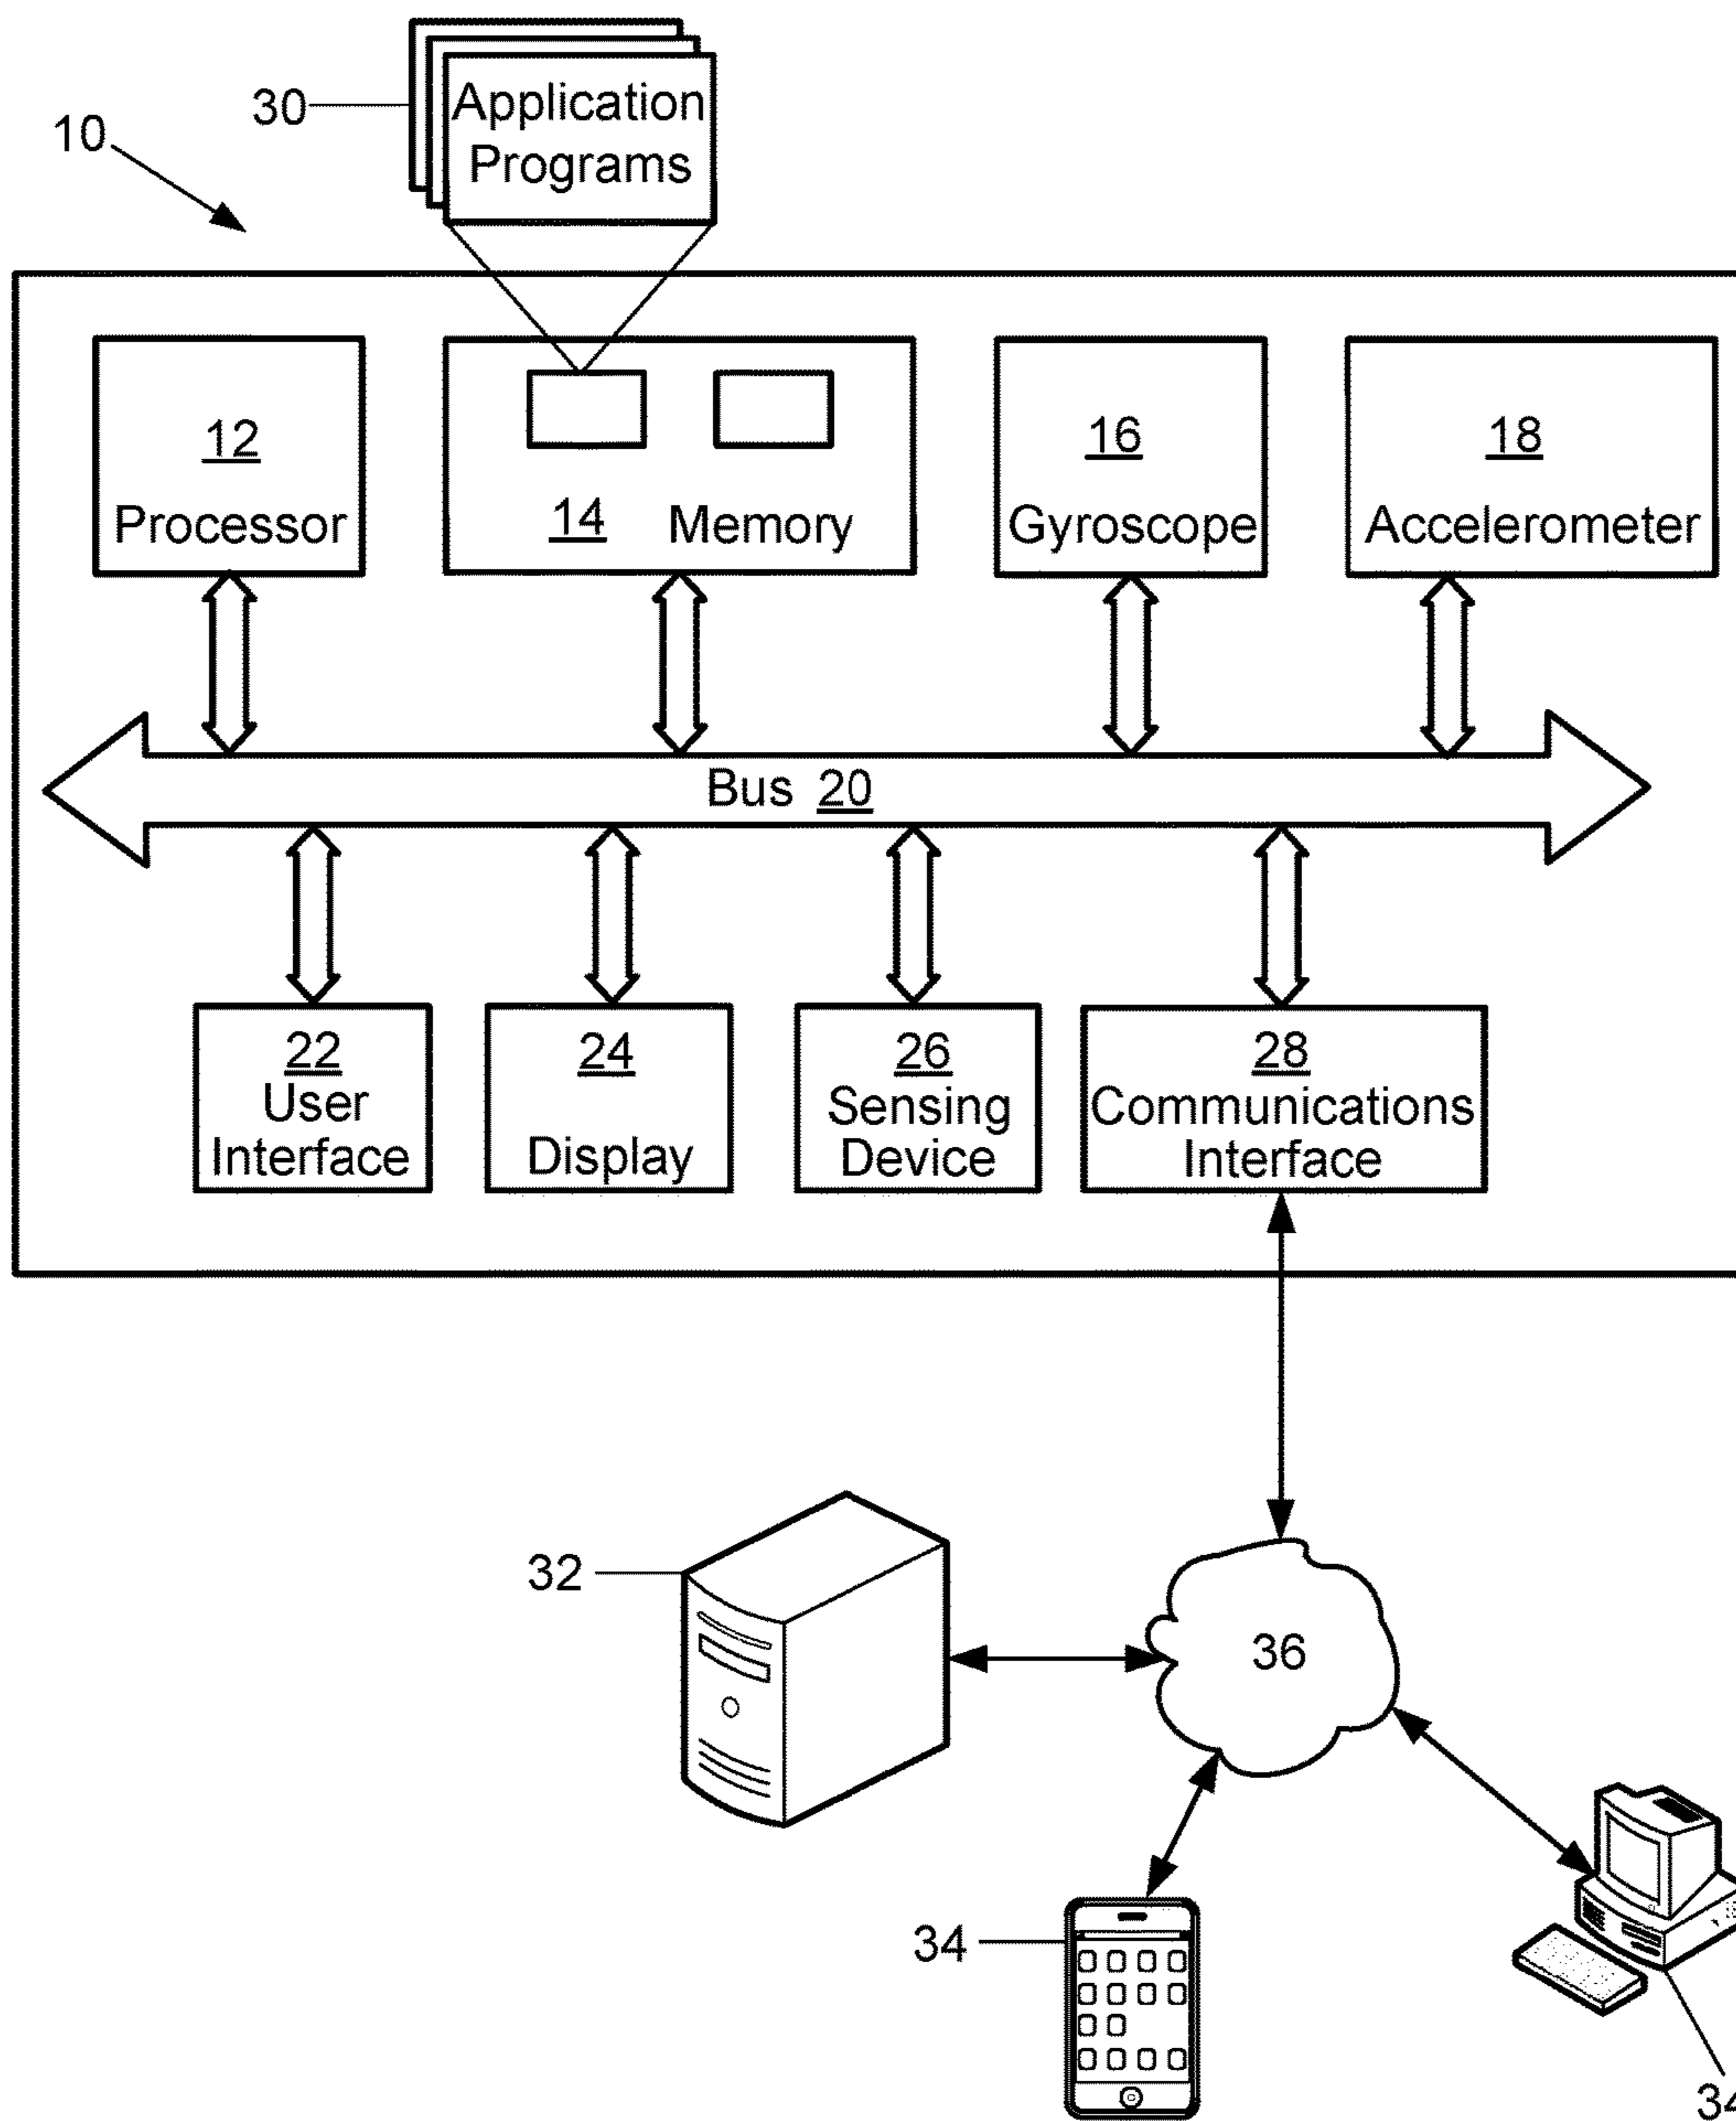 30
Application
Programs
10
12
Processor
14 Memory
16
Gyroscope
18
Accelerometer
Bus 20
22
User
Interface
24
Display
26
Sensing
Device
28
Communications
Interface
32
36
34
34